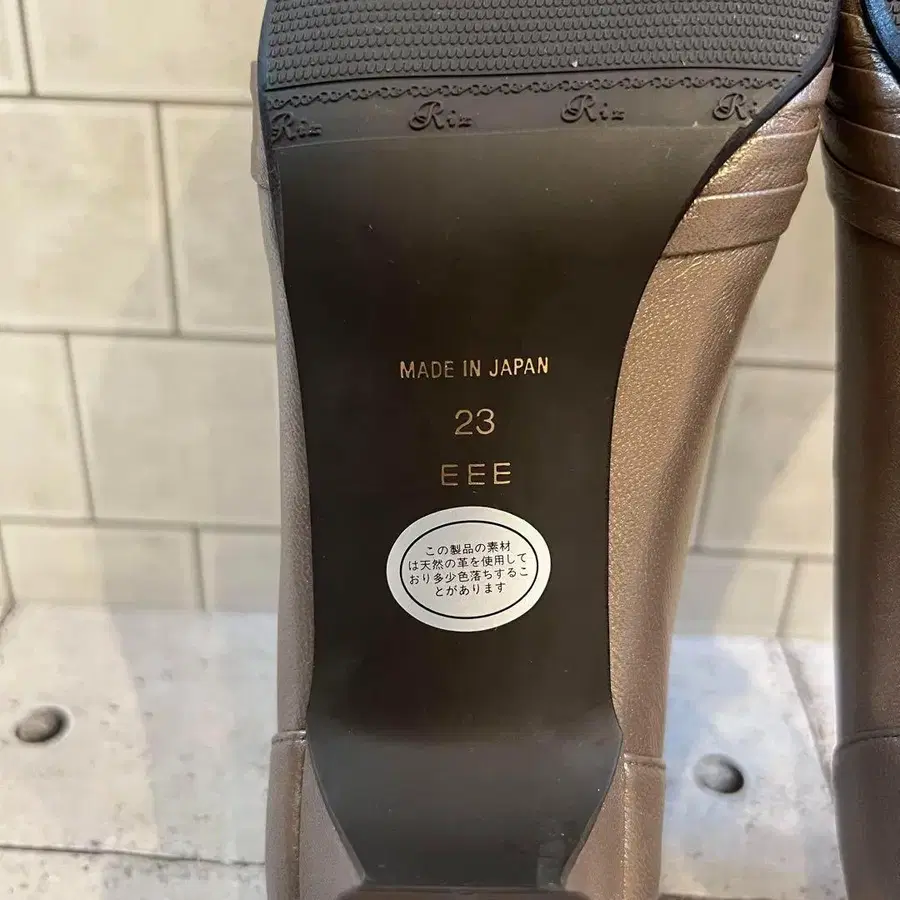 Riz Riz Riz Riz
MADE IN JAPAN
23
EEE
この製品の素材
は天然の革を使用して
おり多少色落ちするこ
とがあります